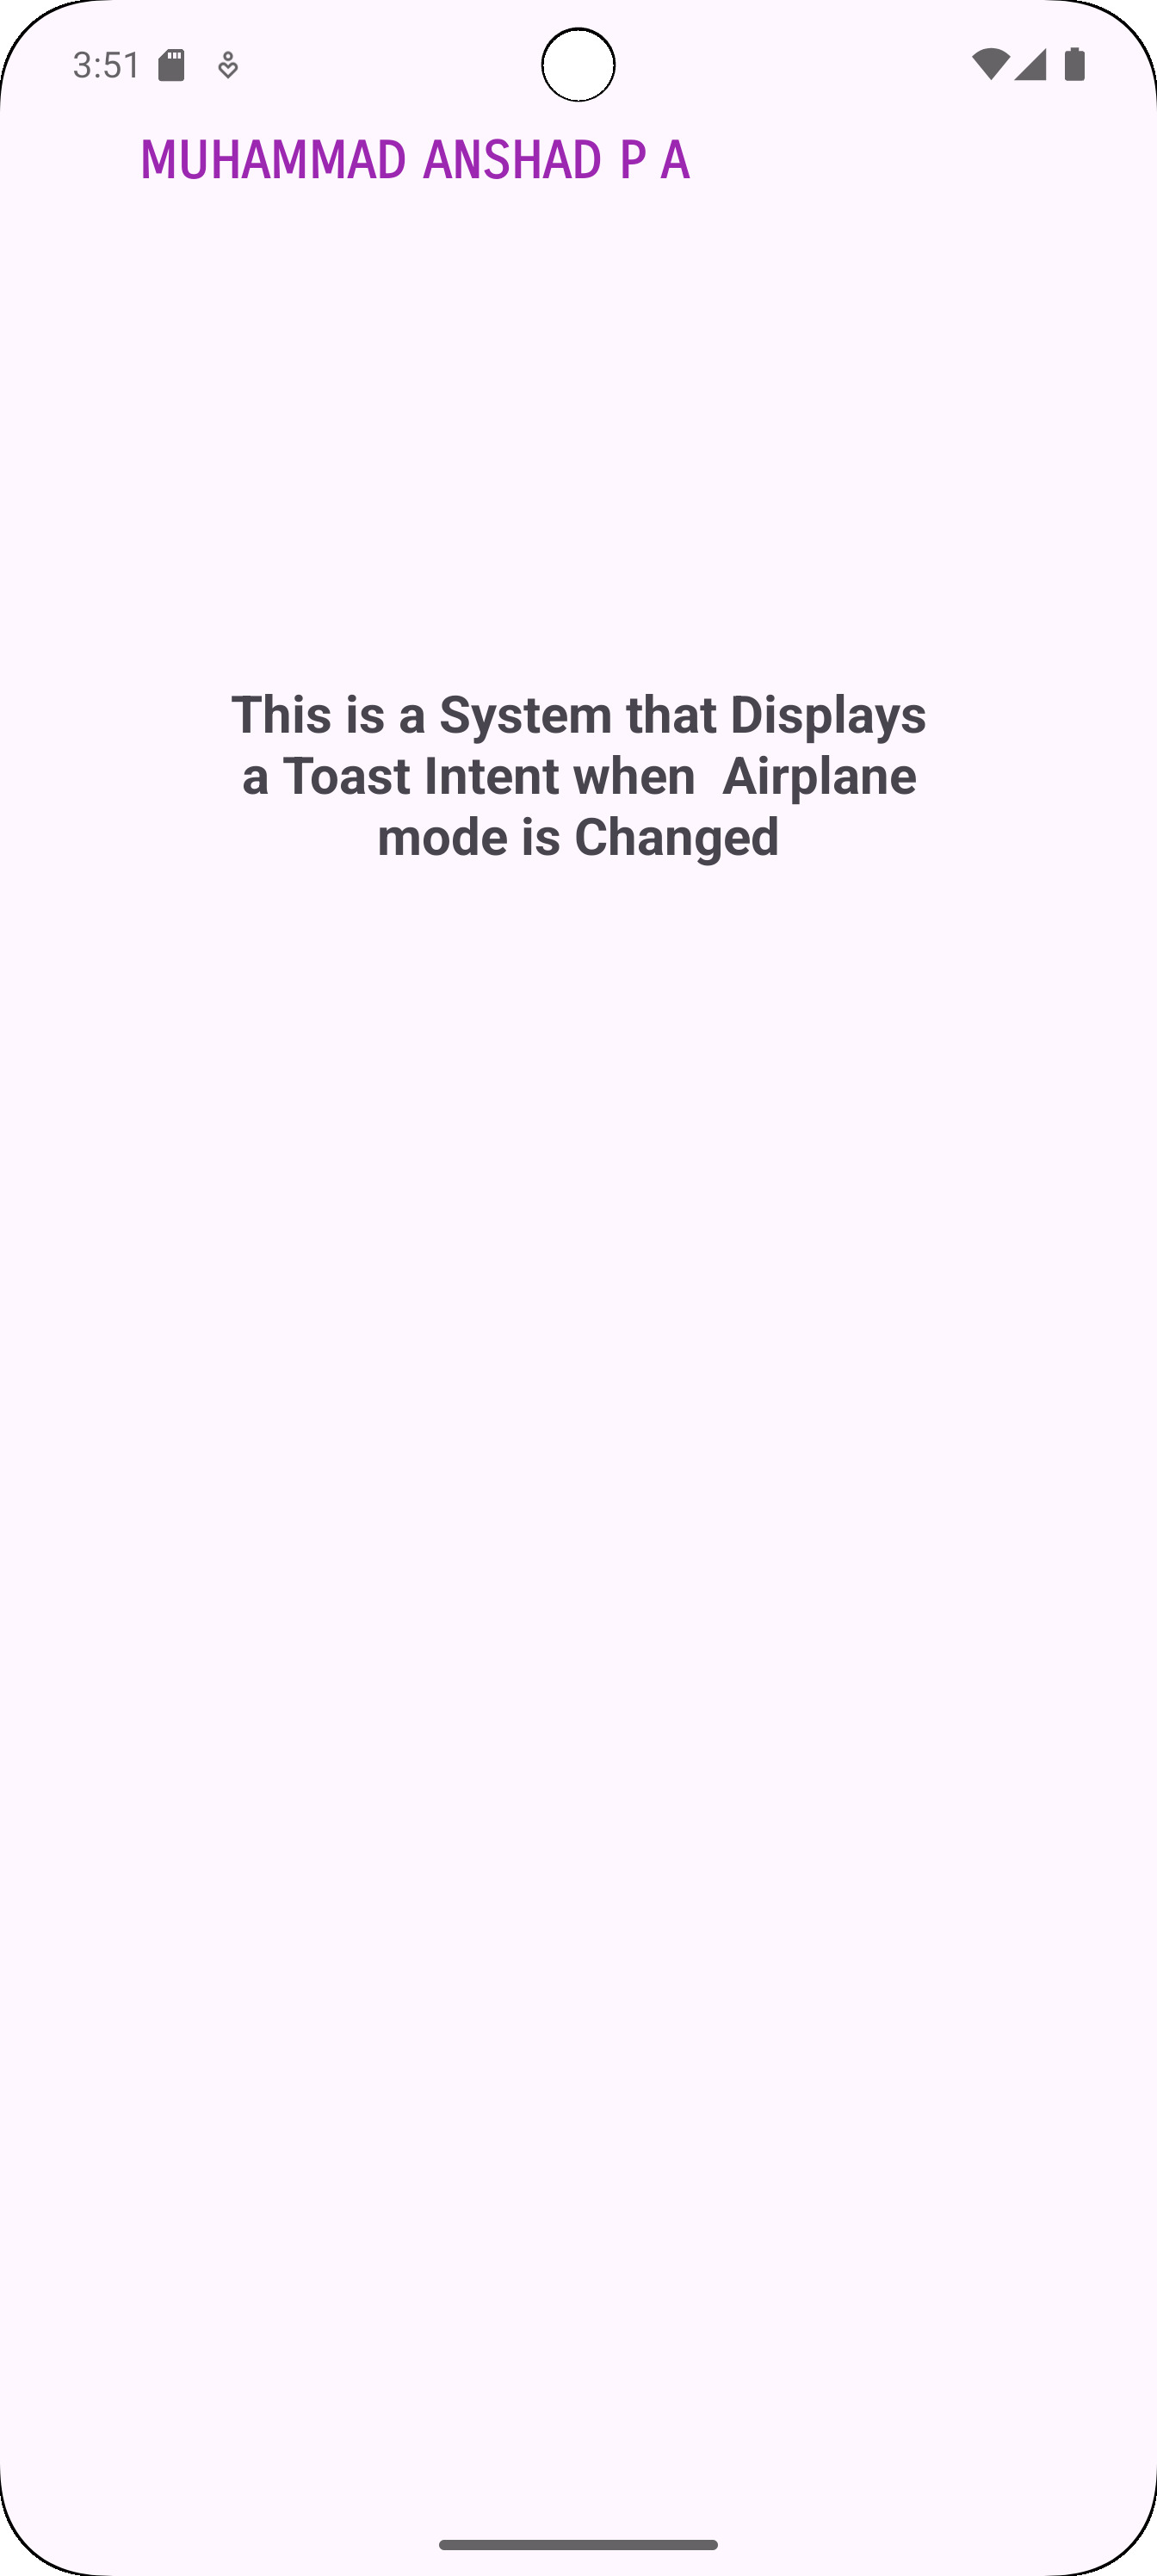 3:51
MUHAMMAD ANSHAD P A
This is a System that Displays
a Toast Intent when  Airplane
mode is Changed